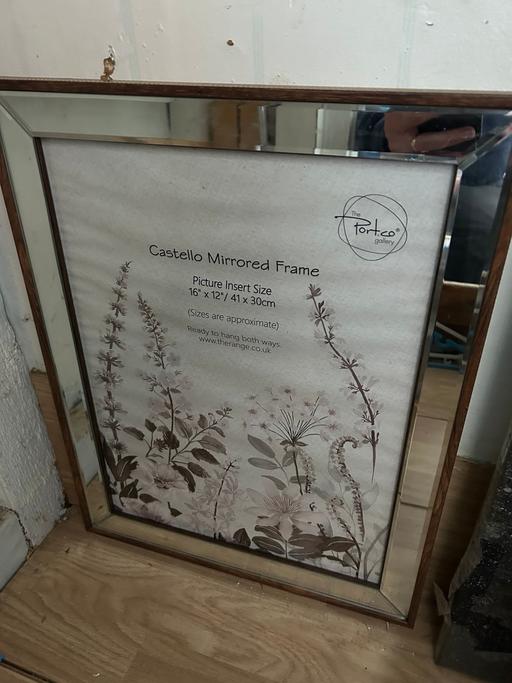 The
Portico®
gallery
Castello Mirrored Frame
Picture Insert Size
16" x 12"/ 41 x 30cm
(Sizes are approximate)
Ready to hang both ways.
www.therange.co.uk